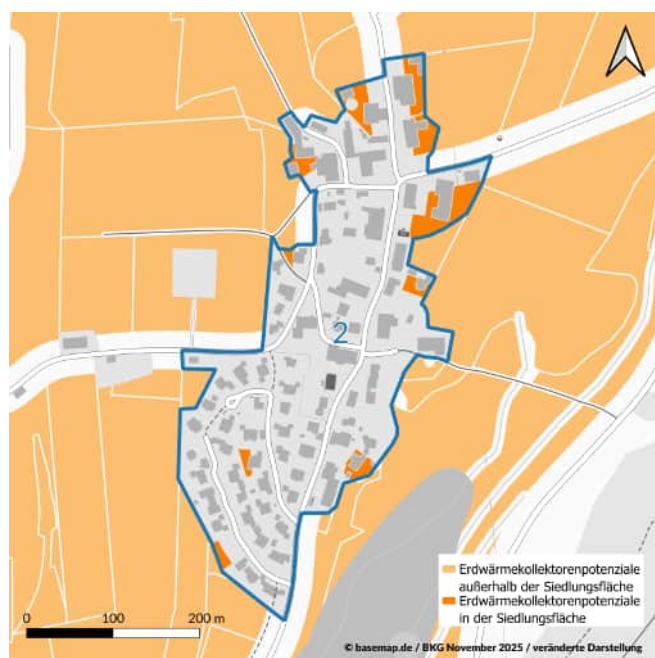 2
Erdwärmekollektorenpotenziale
außerhalb der Siedlungsfläche
Erdwärmekollektorenpotenziale
in der Siedlungsfläche
0 100 200 m
© basemap.de / BKG November 2025 / veränderte Darstellung